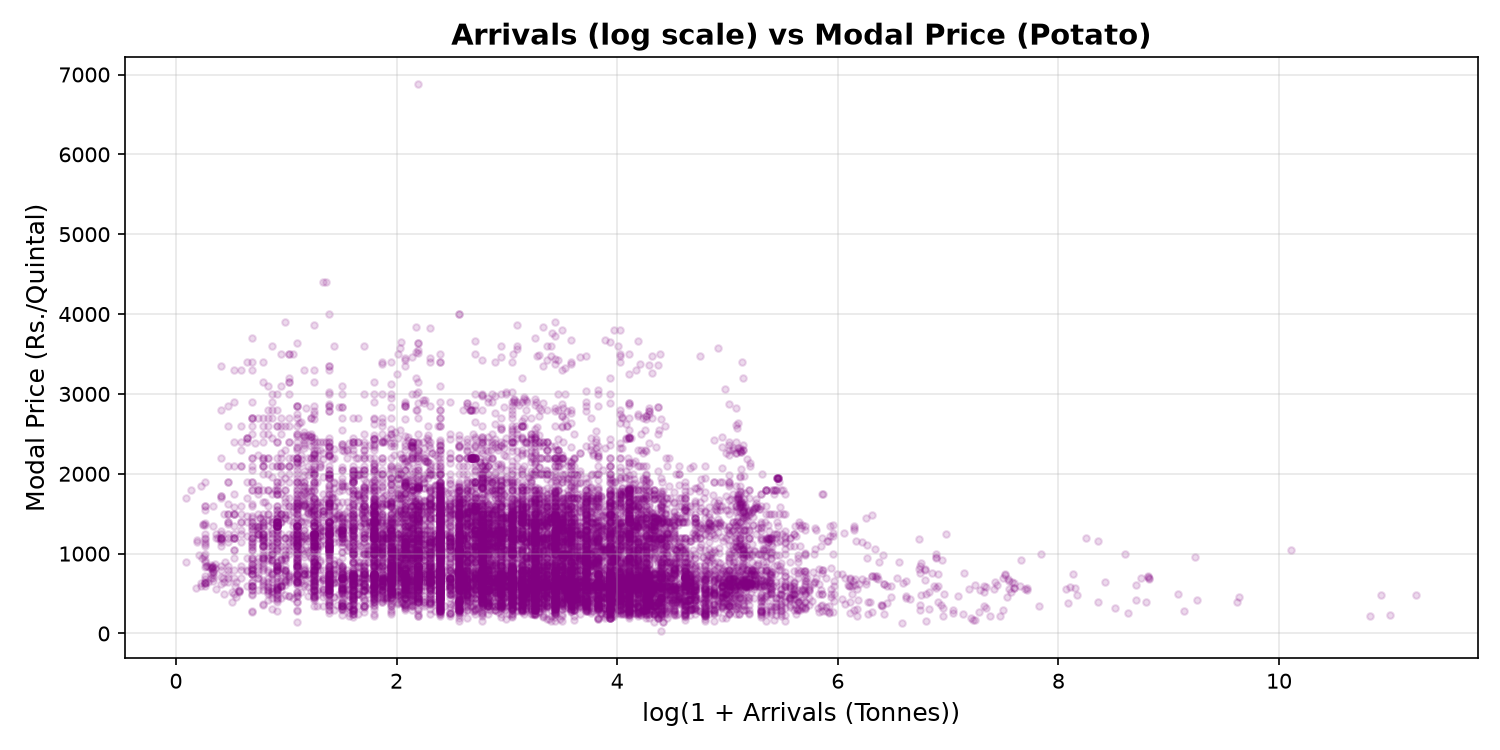 Arrivals (log scale) vs Modal Price (Potato)
7000
6000
5000
4000
3000
2000
1000
0
Modal Price (Rs./Quintal)
0 2 4 6 8 10
log(1 + Arrivals (Tonnes))